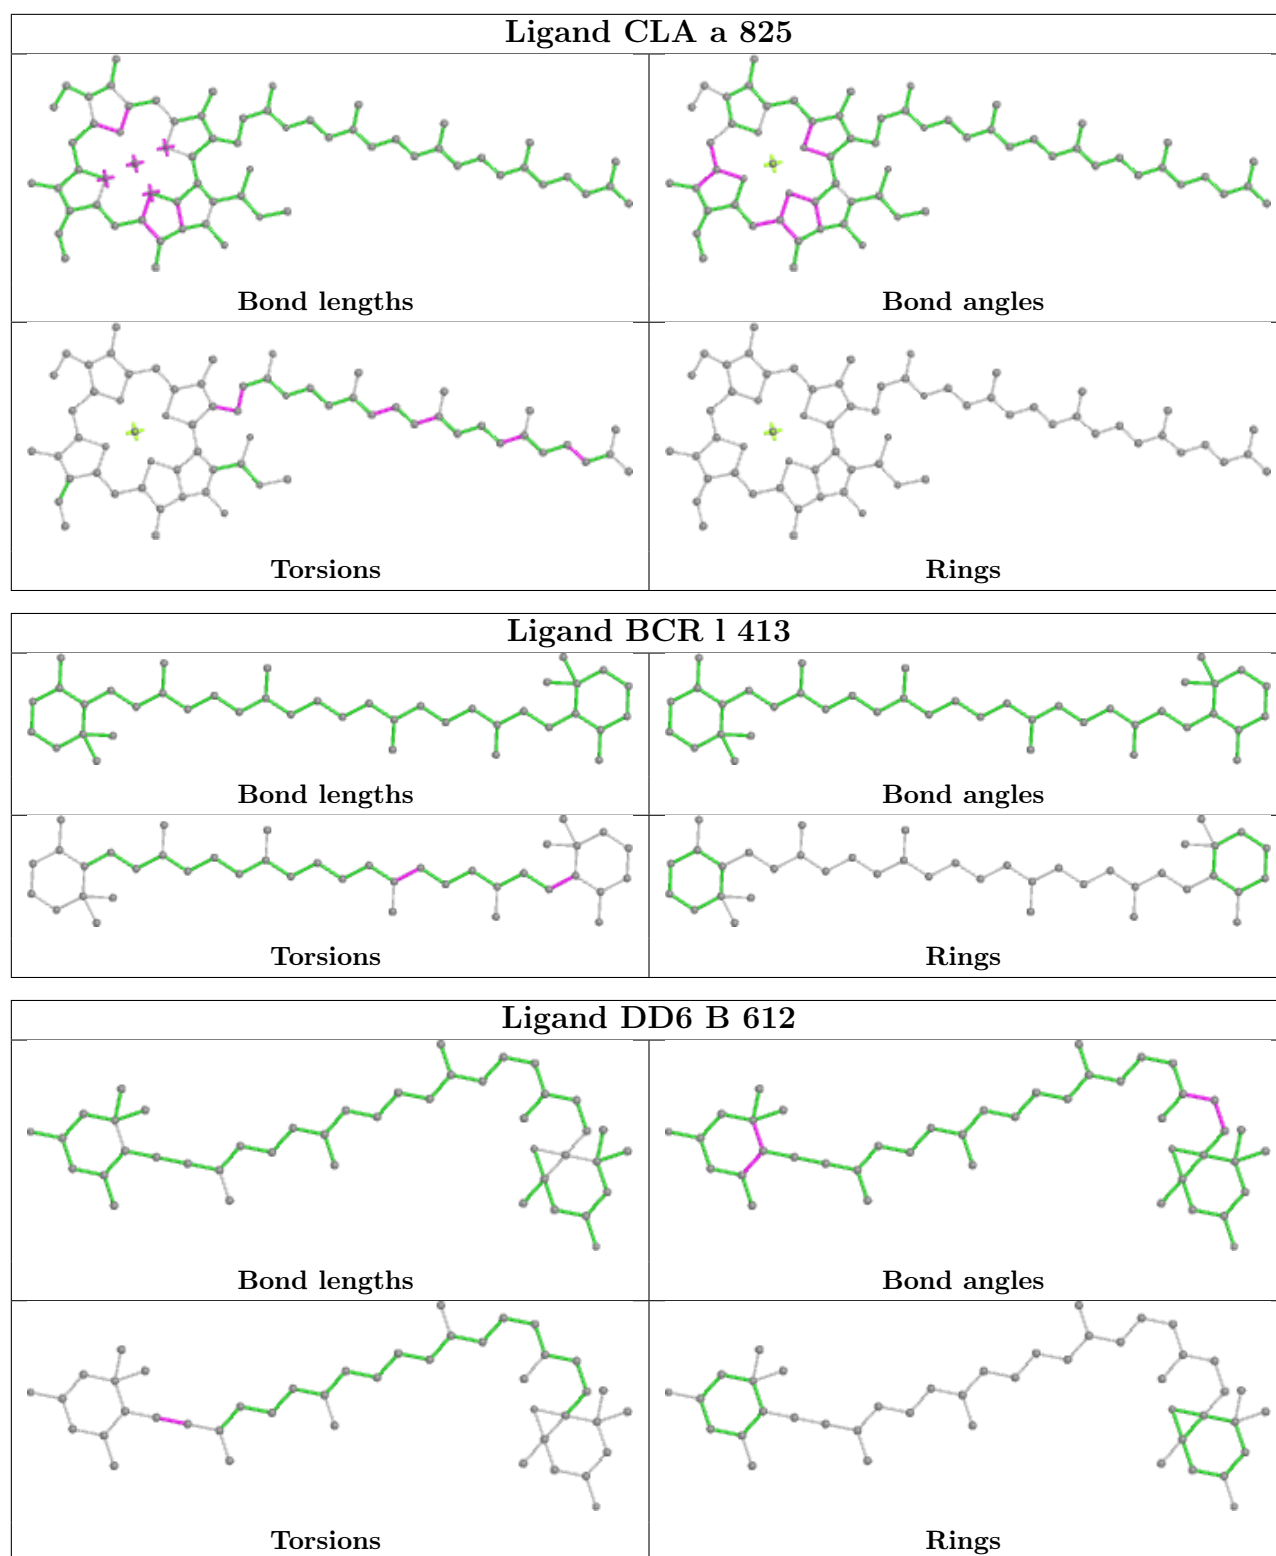 Ligand CLA a 825
Bond lengths
Bond angles
Torsions
Rings
Ligand BCR l 413
Bond lengths
Bond angles
Torsions
Rings
Ligand DD6 B 612
Bond lengths
Bond angles
Torsions
Rings